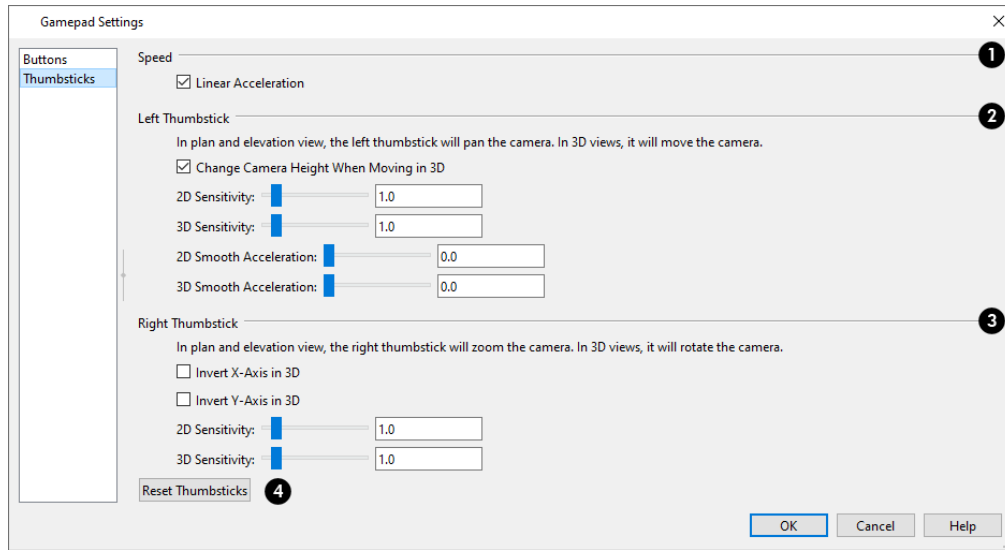 Gamepad Settings
Buttons
Thumbsticks
Speed
1
Linear Acceleration
Left Thumbstick
2
In plan and elevation view, the left thumbstick will pan the camera. In 3D views, it will move the camera.
Change Camera Height When Moving in 3D
2D Sensitivity: 1.0
3D Sensitivity: 1.0
2D Smooth Acceleration: 0.0
3D Smooth Acceleration: 0.0
Right Thumbstick
3
In plan and elevation view, the right thumbstick will zoom the camera. In 3D views, it will rotate the camera.
Invert X-Axis in 3D
Invert Y-Axis in 3D
2D Sensitivity: 1.0
3D Sensitivity: 1.0
Reset Thumbsticks 4
OK Cancel Help